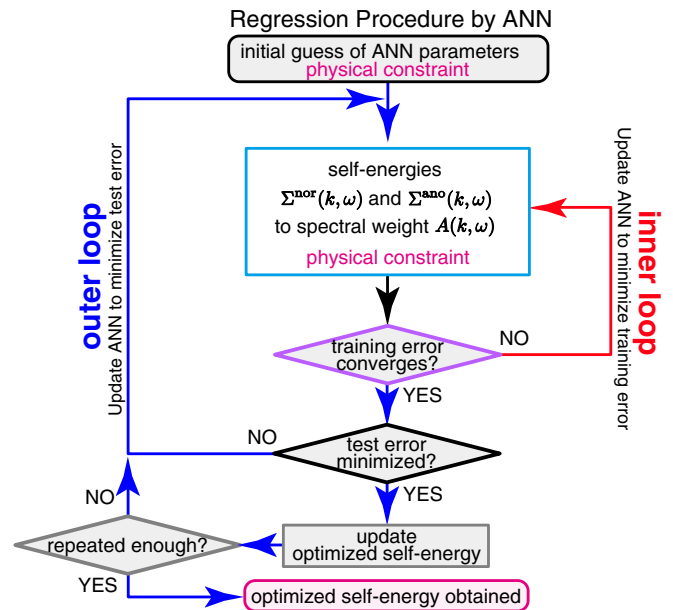 Regression Procedure by ANN
initial guess of ANN parameters
physical constraint
self-energies
Σ^nor(k, ω) and Σ^ano(k, ω)
to spectral weight A(k, ω)
physical constraint
training error
converges?
NO
YES
inner loop
Update ANN to minimize training error
outer loop
Update ANN to minimize test error
test error
minimized?
NO
YES
update
optimized self-energy
repeated enough?
NO
YES
optimized self-energy obtained